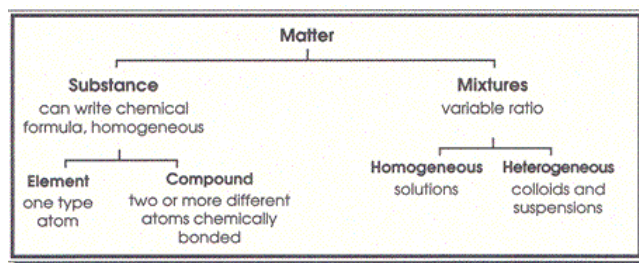 Matter
Substance
can write chemical
formula, homogeneous
Mixtures
variable ratio
Element
one type
atom
Compound
two or more different
atoms chemically
bonded
Homogeneous
solutions
Heterogeneous
colloids and
suspensions